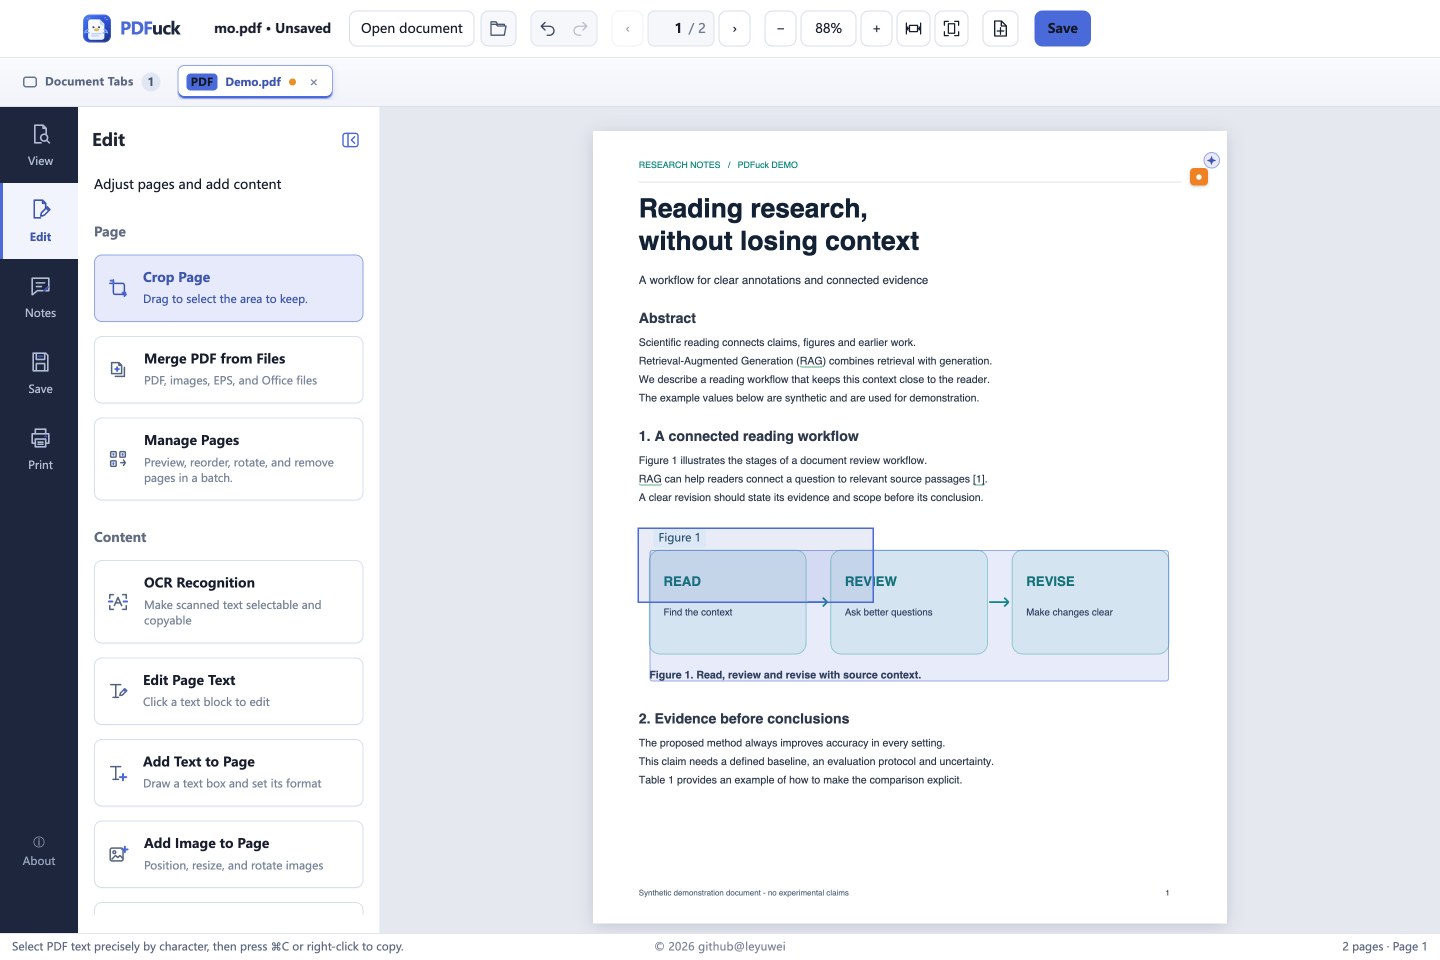 PDFuck
mo.pdf • Unsaved
Open document
1 / 2
88%
Save
Document Tabs 1
PDF Demo.pdf
View
Edit
Notes
Save
Print
About
Edit
Adjust pages and add content
Page
Crop Page
Drag to select the area to keep.
Merge PDF from Files
PDF, images, EPS, and Office files
Manage Pages
Preview, reorder, rotate, and remove
pages in a batch.
Content
OCR Recognition
Make scanned text selectable and
copyable
Edit Page Text
Click a text block to edit
Add Text to Page
Draw a text box and set its format
Add Image to Page
Position, resize, and rotate images
RESEARCH NOTES / PDFuck DEMO
Reading research,
without losing context
A workflow for clear annotations and connected evidence
Abstract
Scientific reading connects claims, figures and earlier work.
Retrieval-Augmented Generation (RAG) combines retrieval with generation.
We describe a reading workflow that keeps this context close to the reader.
The example values below are synthetic and are used for demonstration.
1. A connected reading workflow
Figure 1 illustrates the stages of a document review workflow.
RAG can help readers connect a question to relevant source passages [1].
A clear revision should state its evidence and scope before its conclusion.
Figure 1
READ
Find the context
REVIEW
Ask better questions
REVISE
Make changes clear
Figure 1. Read, review and revise with source context.
2. Evidence before conclusions
The proposed method always improves accuracy in every setting.
This claim needs a defined baseline, an evaluation protocol and uncertainty.
Table 1 provides an example of how to make the comparison explicit.
Synthetic demonstration document - no experimental claims
1
Select PDF text precisely by character, then press ⌘C or right-click to copy.
© 2026 github@leyuwei
2 pages · Page 1